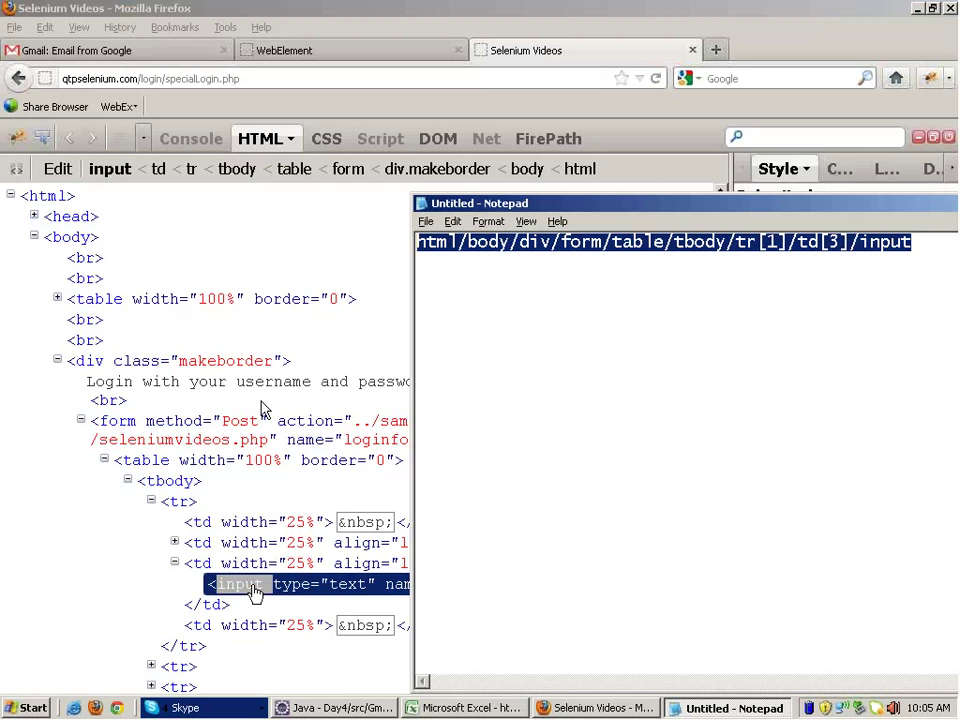 Selenium Videos - Mozilla Firefox
File Edit View History Bookmarks Tools Help
Gmail: Email from Google
WebElement
Selenium Videos
qtpselenium.com/login/specialLogin.php
Google
Share Browser WebEx
Console HTML CSS Script DOM Net FirePath
Edit input < td < tr < tbody < table < form < div.makeborder < body < html
Style C... L... D...
<html>
<head>
<body>
<br>
<br>
<table width="100%" border="0">
<br>
<br>
<div class="makeborder">
Login with your username and passwo
<br>
<form method="Post" action="../sam
/seleniumvideos.php" name="loginfo
<table width="100%" border="0">
<tbody>
<tr>
<td width="25%"> &nbsp; </
<td width="25%" align="l
<td width="25%" align="l
<input type="text" nam
</td>
<td width="25%"> &nbsp; </
</tr>
<tr>
<tr>
Untitled - Notepad
File Edit Format View Help
html/body/div/form/table/tbody/tr[1]/td[3]/input
Start
Skype
Java - Day4/src/Gm...
Microsoft Excel - ht...
Selenium Videos - M...
Untitled - Notepad
10:05 AM